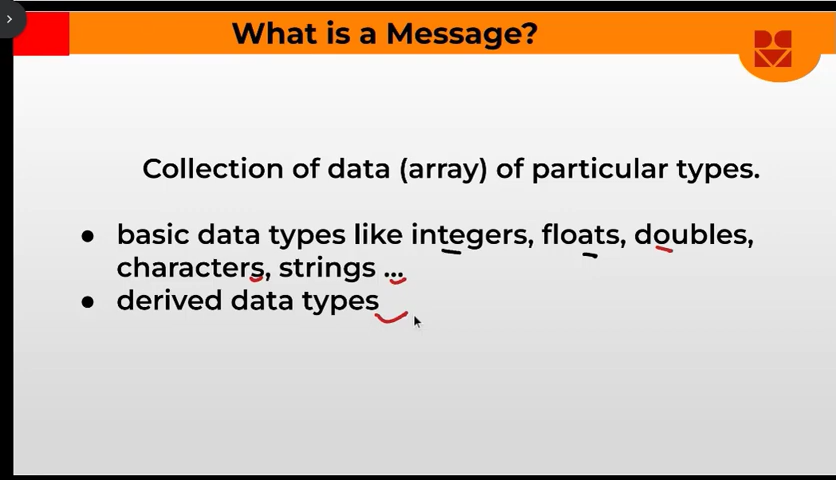 What is a Message?
Collection of data (array) of particular types.
● basic data types like integers, floats, doubles,
characters, strings ...
● derived data types